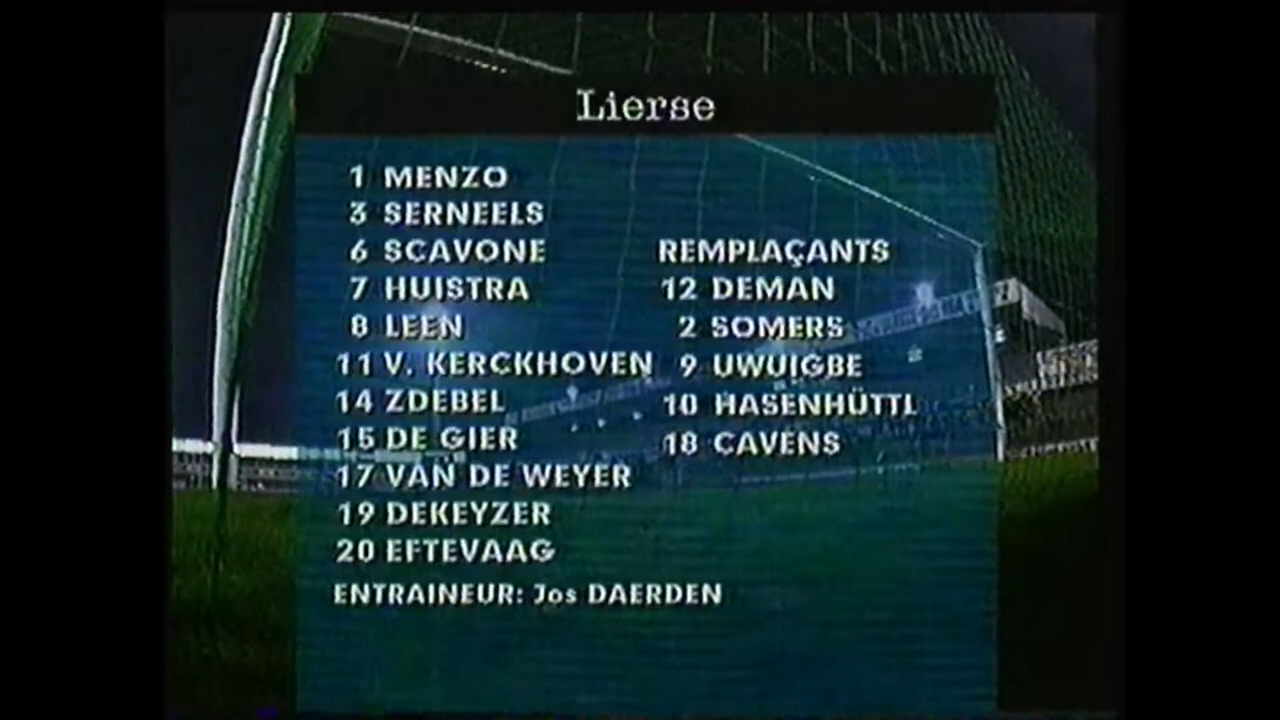 Lierse
1 MENZO
3 SERNEELS
6 SCAVONE
7 HUISTRA
8 LEEN
11 V. KERCKHOVEN
14 ZDEBEL
15 DE GIER
17 VAN DE WEYER
19 DEKEYZER
20 EFTEVAAG
ENTRAINEUR: Jos DAERDEN
REMPLAÇANTS
12 DEMAN
2 SOMERS
9 UWUIGBE
10 HASENHÜTTL
18 CAVENS